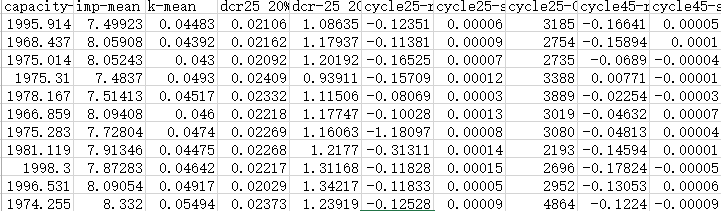 capacity- imp-mean k-mean dcr25 20% dcr-25 20 cycle25-r cycle25-s cycle25-0 cycle45-r cycle45-s
1995.914 7.49923 0.04483 0.02106 1.08635 -0.12351 0.00006 3185 -0.16641 0.00005
1968.437 8.05908 0.04392 0.02162 1.17937 -0.11381 0.00009 2754 -0.15894 0.0001
1975.014 8.05243 0.043 0.02092 1.20192 -0.16525 0.00007 2735 -0.0689 -0.00004
1975.31 7.4837 0.0493 0.02409 0.93911 -0.15709 0.00012 3388 0.00771 -0.00001
1978.167 7.51413 0.04517 0.02332 1.11506 -0.08069 0.00003 3889 -0.02254 -0.00003
1966.859 8.09408 0.046 0.02218 1.17747 -0.10028 0.00013 3019 -0.04632 0.00007
1975.283 7.72804 0.0474 0.02269 1.16063 -1.18097 0.00008 3080 -0.04813 0.00004
1981.119 7.91346 0.04475 0.02268 1.2177 -0.31311 0.00014 2193 -0.14594 0.00001
1998.3 7.87283 0.04642 0.02217 1.31168 -0.11828 0.00015 2696 -0.17824 -0.00005
1996.531 8.09054 0.04917 0.02029 1.34217 -0.11833 0.00005 2952 -0.13053 0.00006
1974.255 8.332 0.05494 0.02373 1.23919 -0.12528 0.00005 4864 -0.1224 -0.00009